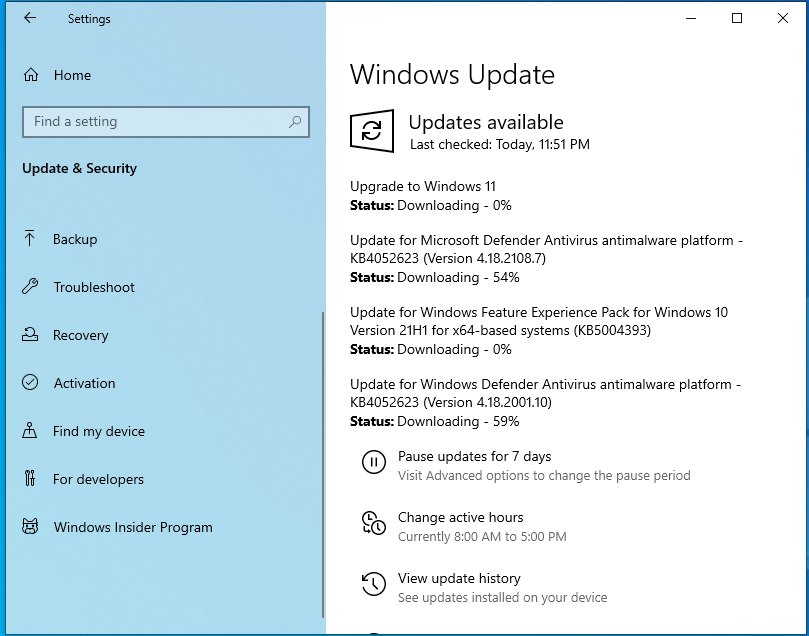 Settings
Home
Find a setting
Update & Security
Backup
Troubleshoot
Recovery
Activation
Find my device
For developers
Windows Insider Program
Windows Update
Updates available
Last checked: Today, 11:51 PM
Upgrade to Windows 11
Status: Downloading - 0%
Update for Microsoft Defender Antivirus antimalware platform -
KB4052623 (Version 4.18.2108.7)
Status: Downloading - 54%
Update for Windows Feature Experience Pack for Windows 10
Version 21H1 for x64-based systems (KB5004393)
Status: Downloading - 0%
Update for Windows Defender Antivirus antimalware platform -
KB4052623 (Version 4.18.2001.10)
Status: Downloading - 59%
Pause updates for 7 days
Visit Advanced options to change the pause period
Change active hours
Currently 8:00 AM to 5:00 PM
View update history
See updates installed on your device